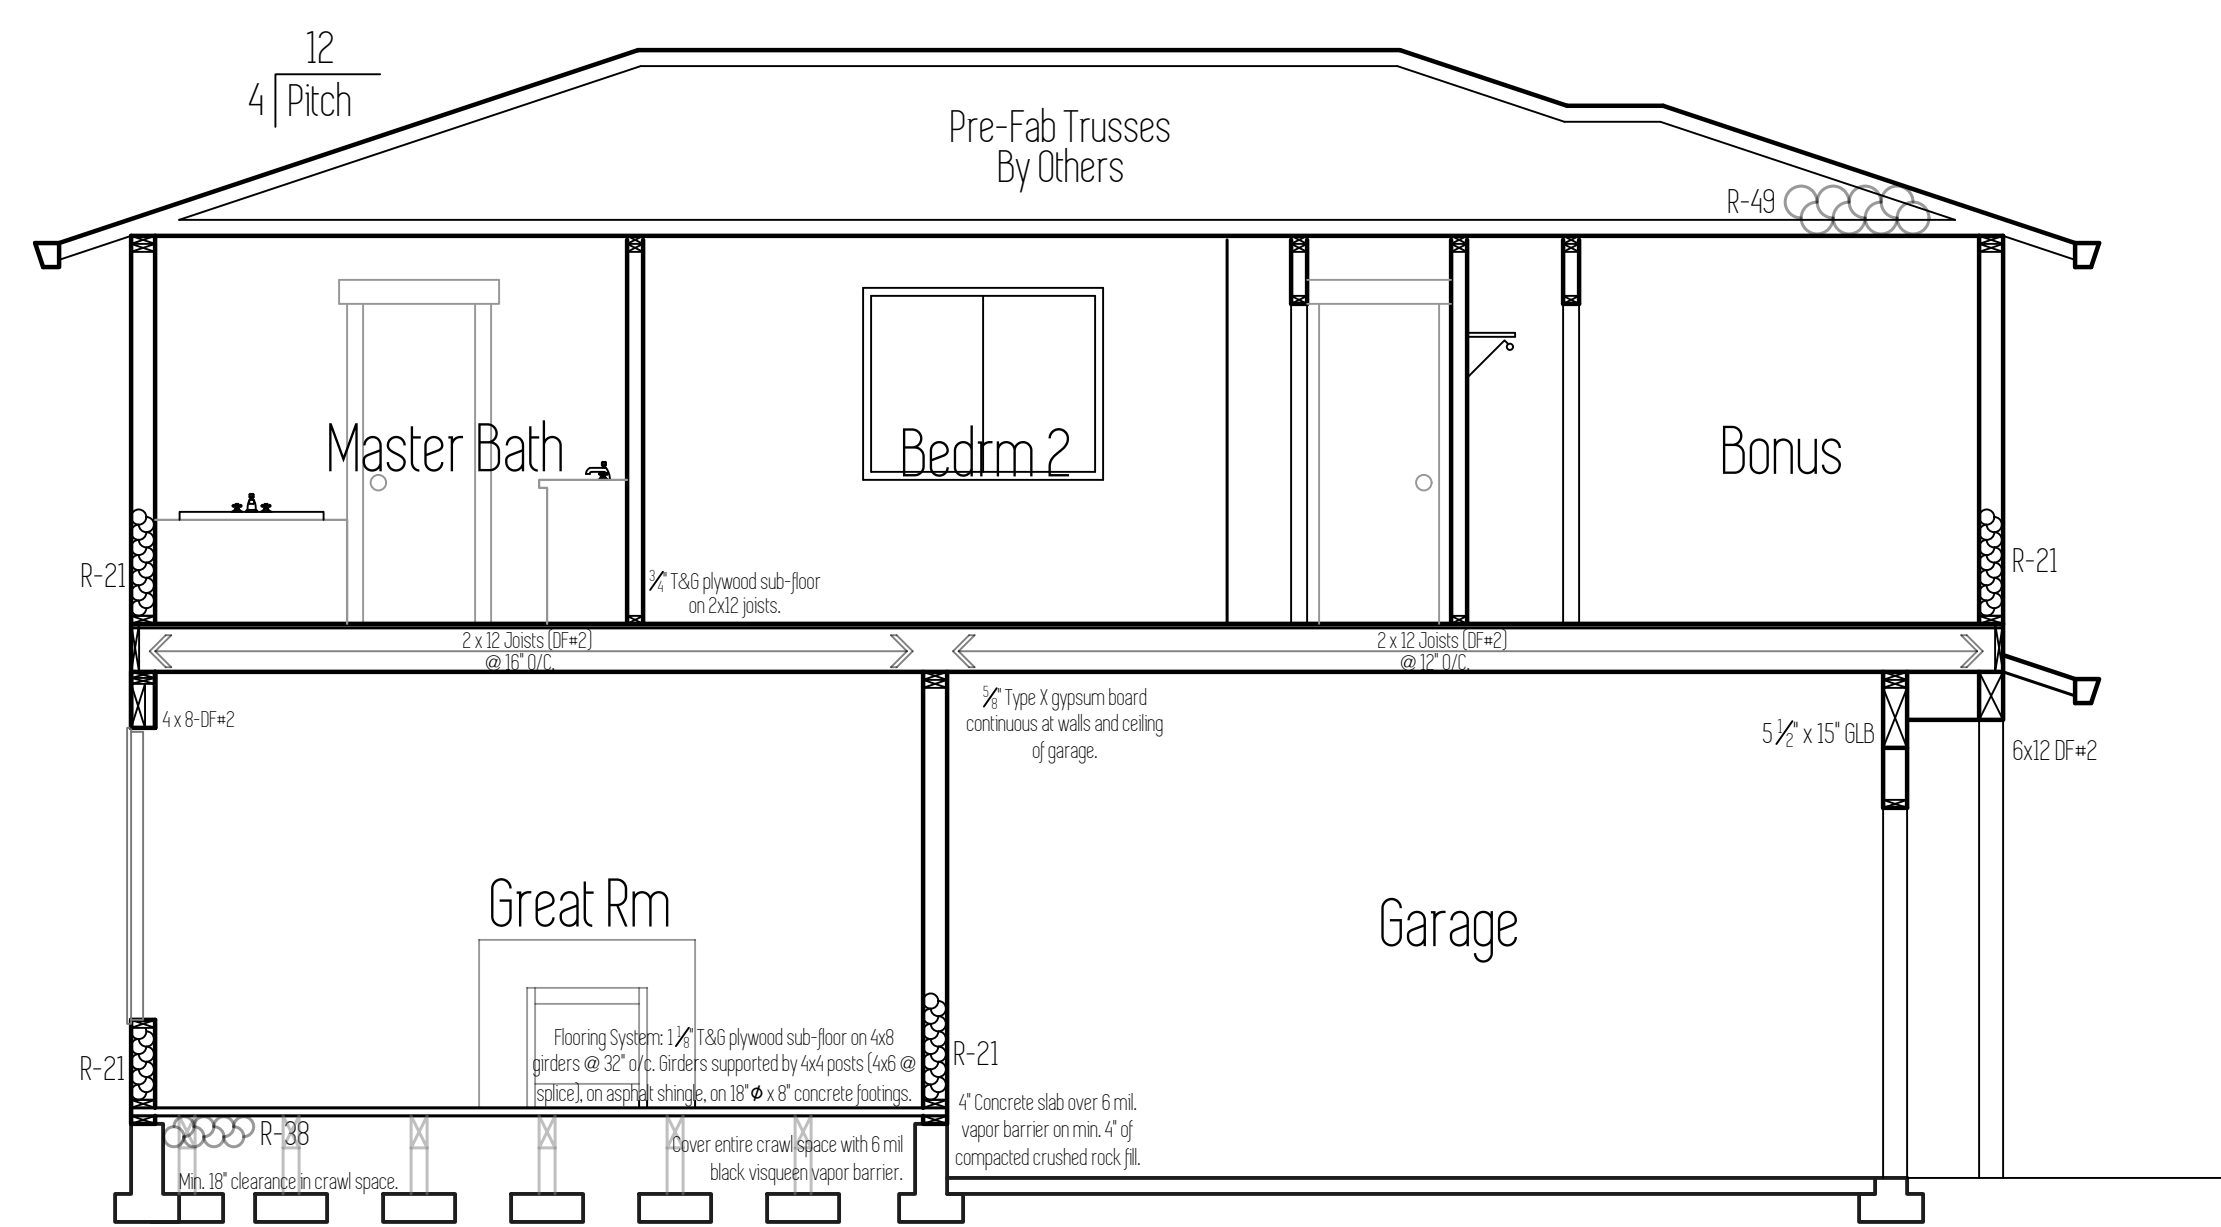 12
4 Pitch
Pre-Fab Trusses
By Others
R-49
Master Bath
Bedrm 2
Bonus
R-21
3/4" T&G plywood sub-floor
on 2x12 joists.
R-21
2 x 12 Joists (DF#2)
@ 16" O/C.
2 x 12 Joists (DF#2)
@ 12" O/C.
4 x 8-DF#2
5/8" Type X gypsum board
continuous at walls and ceiling
of garage.
5 1/2" x 15" GLB
6x12 DF#2
Great Rm
Garage
R-21
Flooring System: 1 1/8" T&G plywood sub-floor on 4x8
girders @ 32" o/c. Girders supported by 4x4 posts (4x6 @
splice), on asphalt shingle, on 18" Φ x 8" concrete footings.
R-21
4" Concrete slab over 6 mil.
vapor barrier on min. 4" of
compacted crushed rock fill.
R-38
Cover entire crawl space with 6 mil
black visqueen vapor barrier.
Min. 18" clearance in crawl space.